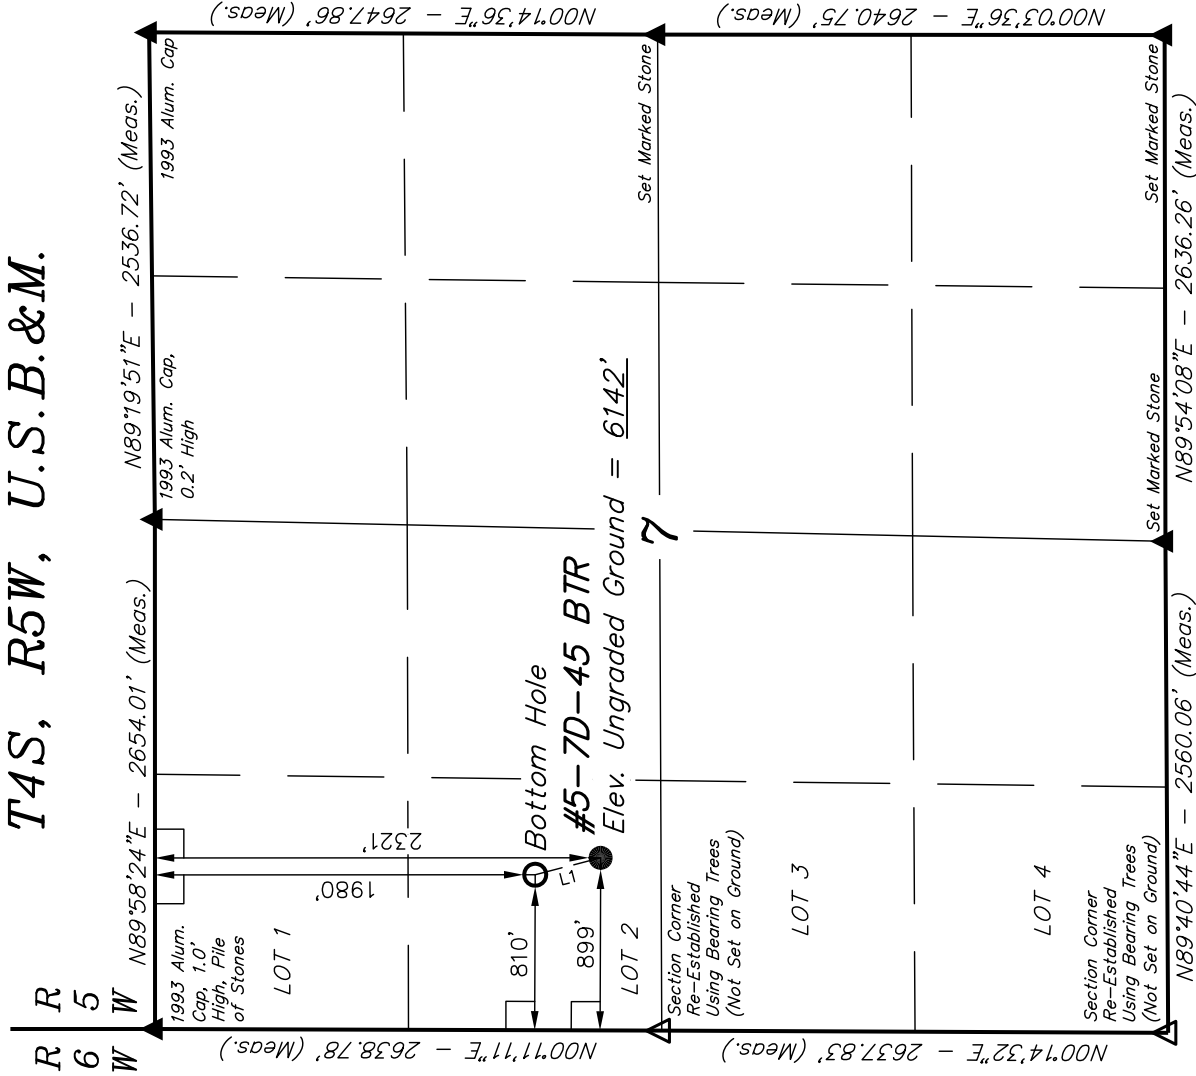 T4S, R5W, U.S.B.&M.
R R
6 5
W W
N89°58'24"E - 2654.01' (Meas.)
N89°19'51"E - 2536.72' (Meas.)
1993 Alum.
Cap, 1.0'
High, Pile
of Stones
1993 Alum. Cap,
0.2' High
1993 Alum. Cap
LOT 1
N00°11'11"E - 2638.78' (Meas.)
N00°14'36"E - 2647.86' (Meas.)
1980'
2321'
810'
Bottom Hole
L1
899'
#5-7D-45 BTR
Elev. Ungraded Ground = 6142'
LOT 2
Set Marked Stone
7
Section Corner
Re-Established
Using Bearing Trees
(Not Set on Ground)
LOT 3
N00°14'32"E - 2637.83' (Meas.)
N00°03'36"E - 2640.75' (Meas.)
LOT 4
Section Corner
Re-Established
Using Bearing Trees
(Not Set on Ground)
Set Marked Stone
Set Marked Stone
N89°40'44"E - 2560.06' (Meas.)
N89°54'08"E - 2636.26' (Meas.)